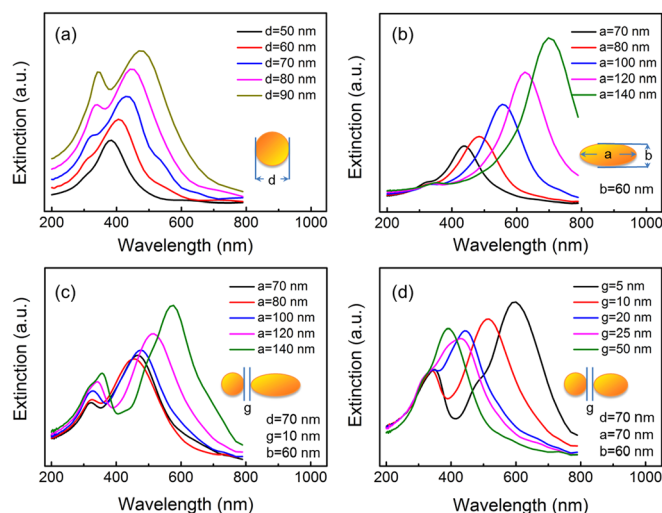 (a)
d=50 nm
d=60 nm
d=70 nm
d=80 nm
d=90 nm
d
Extinction (a.u.)
200 400 600 800 1000
Wavelength (nm)
(b)
a=70 nm
a=80 nm
a=100 nm
a=120 nm
a=140 nm
a b
b=60 nm
Extinction (a.u.)
200 400 600 800 1000
Wavelength (nm)
(c)
a=70 nm
a=80 nm
a=100 nm
a=120 nm
a=140 nm
g
d=70 nm
g=10 nm
b=60 nm
Extinction (a.u.)
200 400 600 800 1000
Wavelength (nm)
(d)
g=5 nm
g=10 nm
g=20 nm
g=25 nm
g=50 nm
g
d=70 nm
a=70 nm
b=60 nm
Extinction (a.u.)
200 400 600 800 1000
Wavelength (nm)